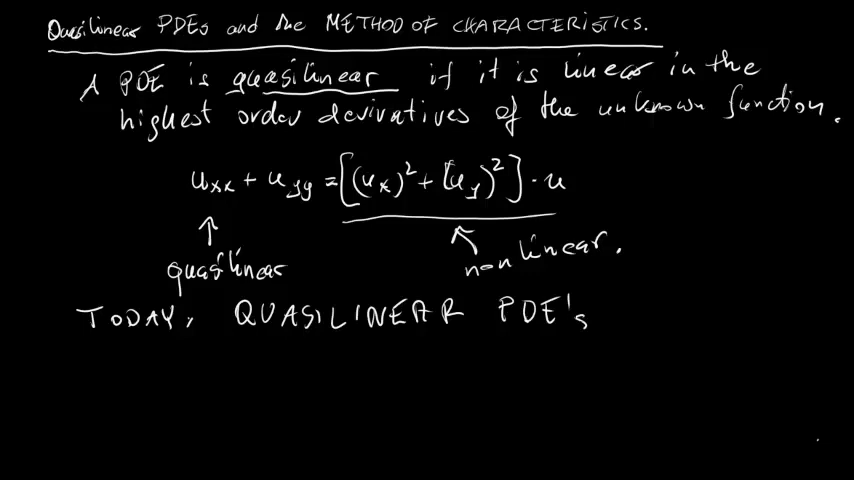 Quasilinear PDEs and the METHOD OF CHARACTERISTICS.
A PDE is quasilinear if it is linear in the
highest order derivatives of the unknown function.
u_xx + u_yy = [(u_x)^2 + (u_y)^2] · u
quasilinear
nonlinear.
TODAY, QUASILINEAR PDE's